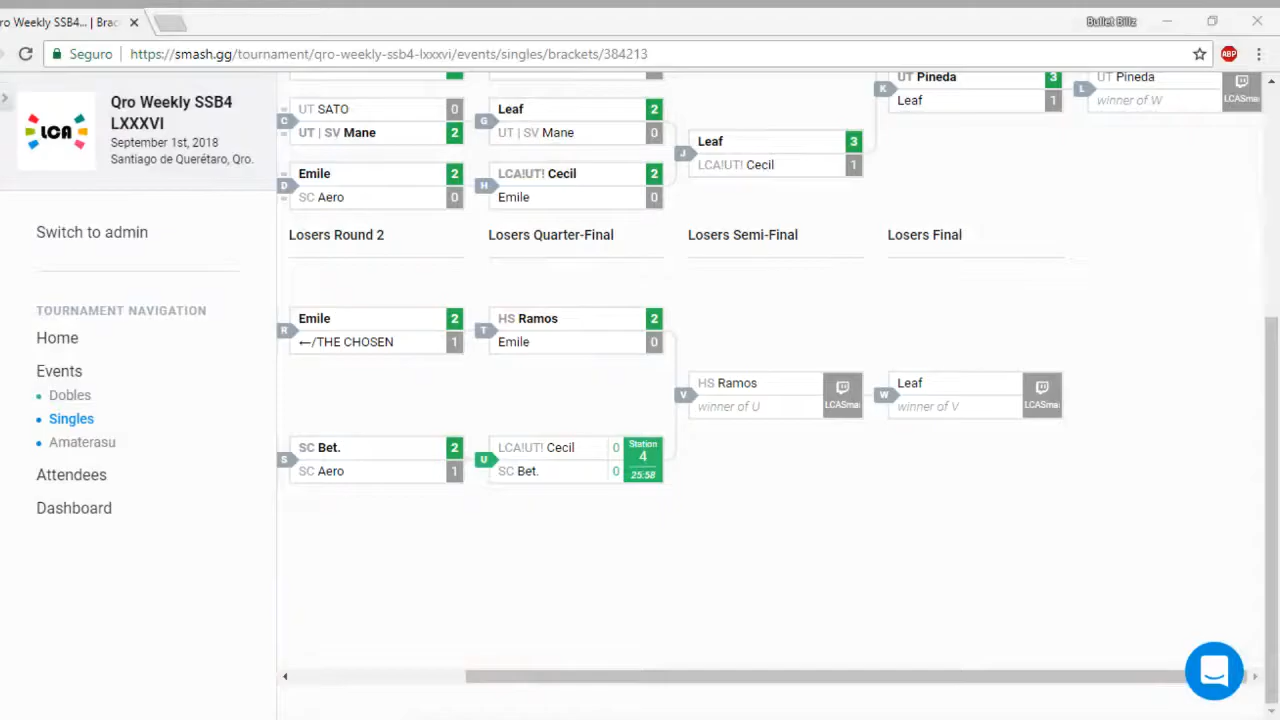 ro Weekly SSB4... | Brac
Bullet Billz
Seguro
https://smash.gg/tournament/qro-weekly-ssb4-lxxxvi/events/singles/brackets/384213
ABP
LCA
Qro Weekly SSB4
LXXXVI
September 1st, 2018
Santiago de Querétaro, Qro.
Switch to admin
TOURNAMENT NAVIGATION
Home
Events
Dobles
Singles
Amaterasu
Attendees
Dashboard
C
UT SATO 0
UT | SV Mane 2
D
Emile 2
SC Aero 0
G
Leaf 2
UT | SV Mane 0
H
LCA!UT! Cecil 2
Emile 0
J
Leaf 3
LCA!UT! Cecil 1
K
UT Pineda 3
Leaf 1
L
UT Pineda
winner of W
LCASmas
Losers Round 2
Losers Quarter-Final
Losers Semi-Final
Losers Final
R
Emile 2
←/THE CHOSEN 1
T
HS Ramos 2
Emile 0
V
HS Ramos
winner of U
LCASmas
W
Leaf
winner of V
LCASmas
S
SC Bet. 2
SC Aero 1
U
LCA!UT! Cecil 0
SC Bet. 0
Station
4
25:58